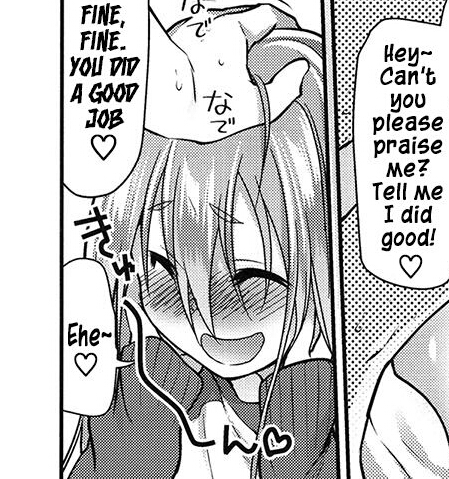 Hey~
Can't
you
please
praise
me?
Tell me
I did
good!
♡
FINE,
FINE.
YOU DID
A GOOD
JOB
♡
なで
なで
きゅ~ん♡
Ehe~
♡